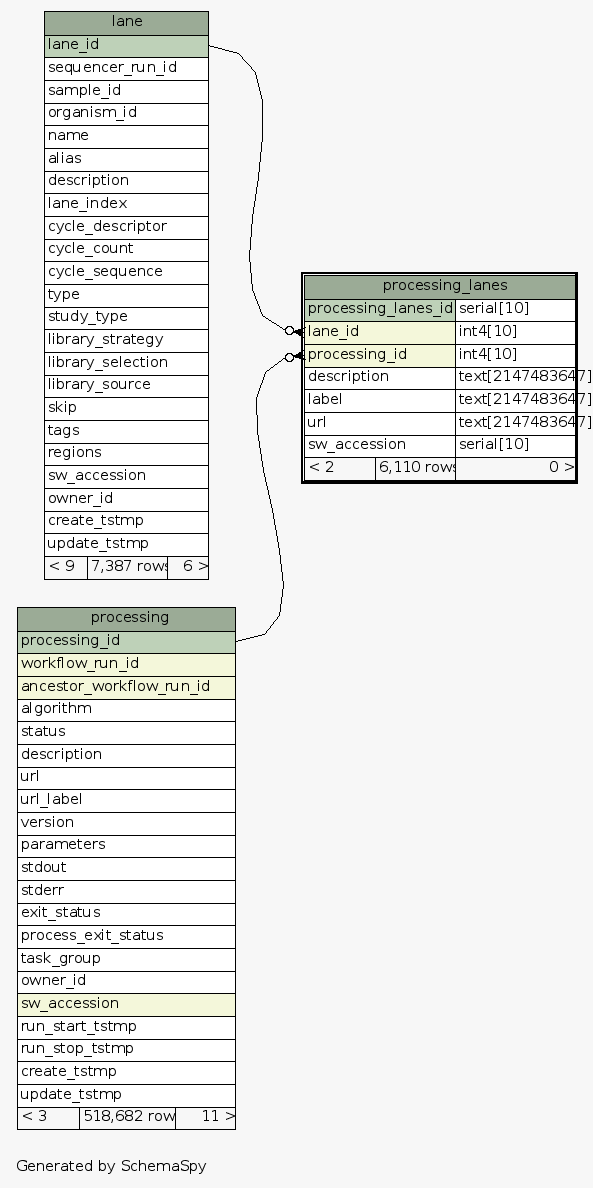 lane
lane_id
sequencer_run_id
sample_id
organism_id
name
alias
description
lane_index
cycle_descriptor
cycle_count
cycle_sequence
type
study_type
library_strategy
library_selection
library_source
skip
tags
regions
sw_accession
owner_id
create_tstmp
update_tstmp
< 9 7,387 rows 6 >
processing_lanes
processing_lanes_id serial[10]
lane_id int4[10]
processing_id int4[10]
description text[2147483647]
label text[2147483647]
url text[2147483647]
sw_accession serial[10]
< 2 6,110 rows 0 >
processing
processing_id
workflow_run_id
ancestor_workflow_run_id
algorithm
status
description
url
url_label
version
parameters
stdout
stderr
exit_status
process_exit_status
task_group
owner_id
sw_accession
run_start_tstmp
run_stop_tstmp
create_tstmp
update_tstmp
< 3 518,682 row 11 >
Generated by SchemaSpy